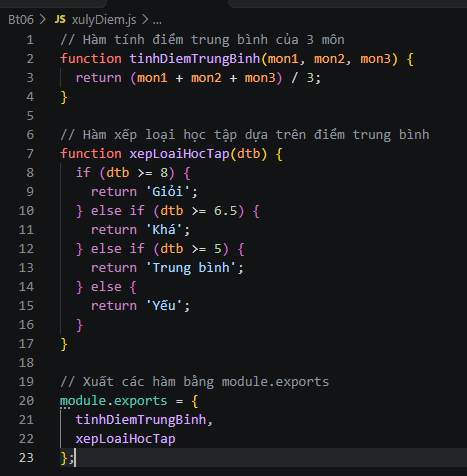 Bt06 > JS xulyDiem.js > ...
1 // Hàm tính điểm trung bình của 3 môn
2 function tinhDiemTrungBinh(mon1, mon2, mon3) {
3   return (mon1 + mon2 + mon3) / 3;
4 }
5
6 // Hàm xếp loại học tập dựa trên điểm trung bình
7 function xepLoaiHocTap(dtb) {
8   if (dtb >= 8) {
9     return 'Giỏi';
10   } else if (dtb >= 6.5) {
11     return 'Khá';
12   } else if (dtb >= 5) {
13     return 'Trung bình';
14   } else {
15     return 'Yếu';
16   }
17 }
18
19 // Xuất các hàm bằng module.exports
20 module.exports = {
21   tinhDiemTrungBinh,
22   xepLoaiHocTap
23 };